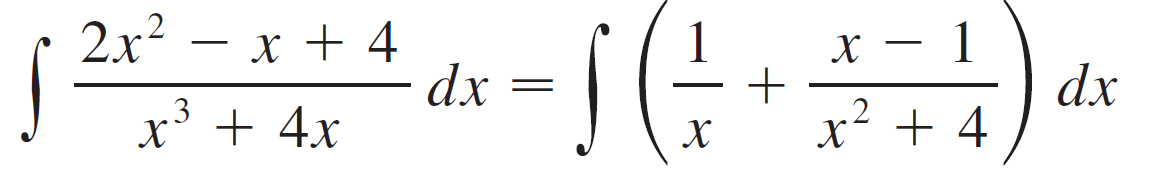 ∫ (2x² − x + 4)/(x³ + 4x) dx = ∫ (1/x + (x − 1)/(x² + 4)) dx